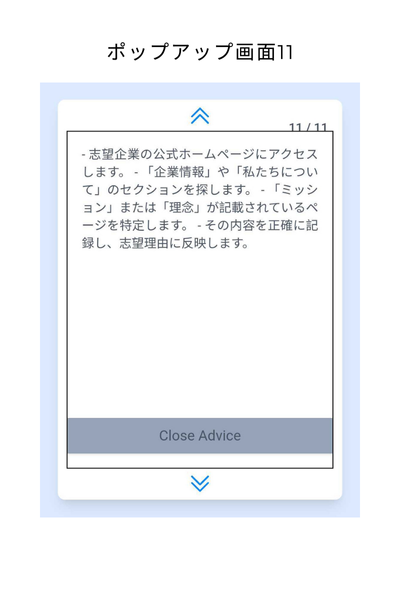 ポップアップ画面11
11 / 11
- 志望企業の公式ホームページにアクセス
します。 - 「企業情報」や「私たちについ
て」のセクションを探します。 - 「ミッシ
ョン」または「理念」が記載されているペ
ージを特定します。 - その内容を正確に記
録し、志望理由に反映します。
Close Advice